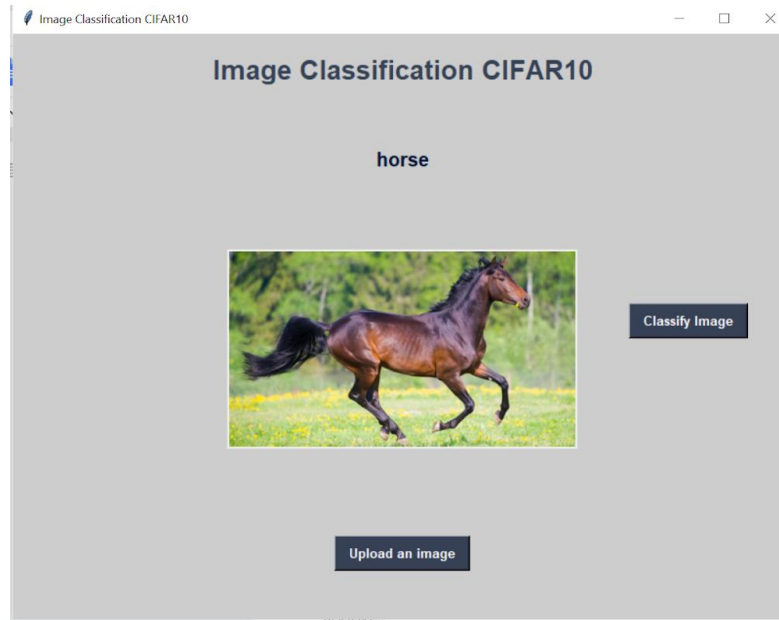 Image Classification CIFAR10
Image Classification CIFAR10
horse
Classify Image
Upload an image